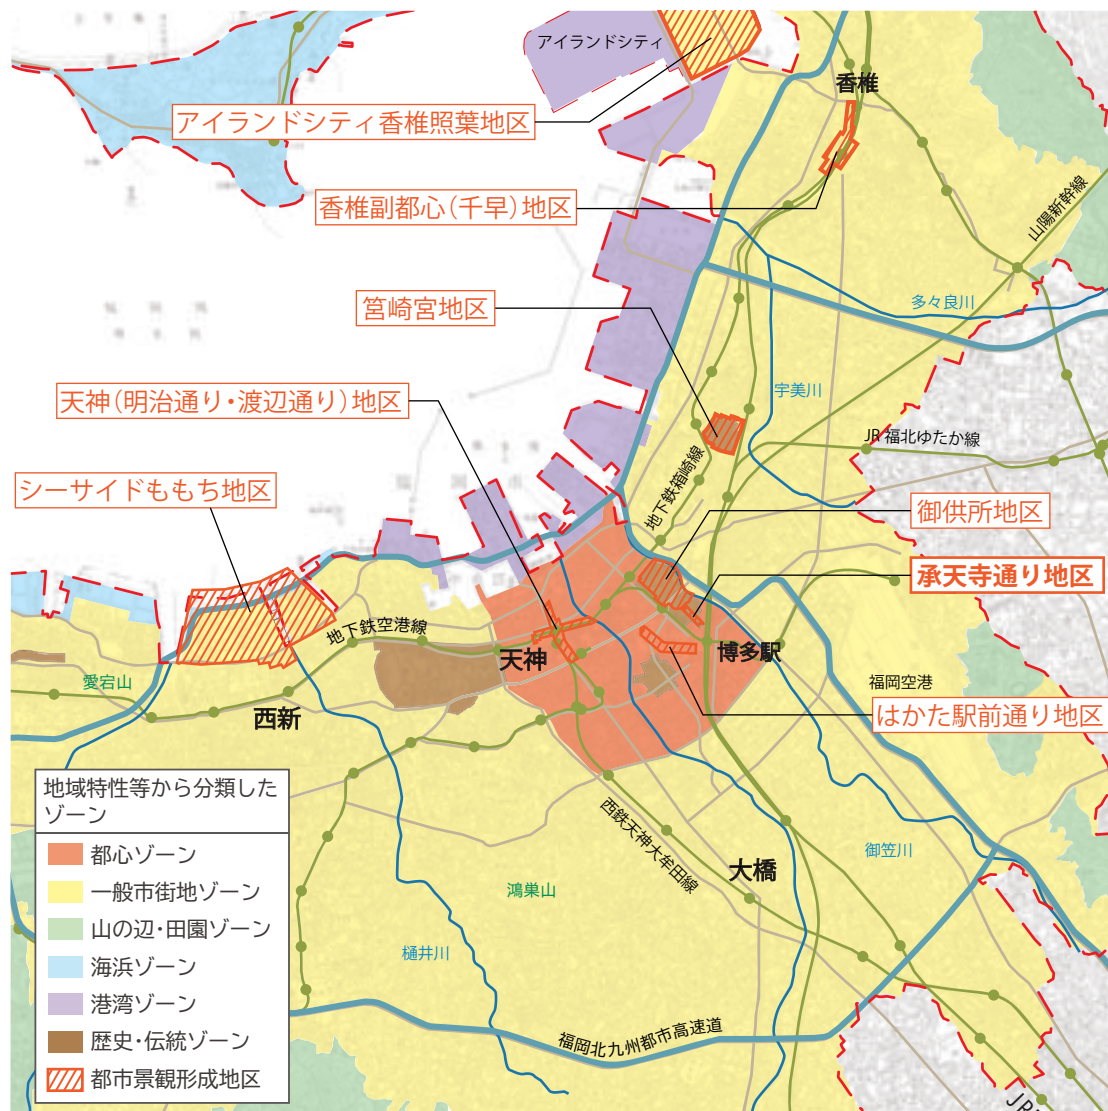 アイランドシティ
香椎
アイランドシティ香椎照葉地区
香椎副都心(千早)地区
山陽新幹線
筥崎宮地区
多々良川
天神(明治通り・渡辺通り)地区
宇美川
JR福北ゆたか線
地下鉄箱崎線
シーサイドももち地区
御供所地区
承天寺通り地区
地下鉄空港線
天神
博多駅
愛宕山
福岡空港
西新
はかた駅前通り地区
西鉄天神大牟田線
大橋
御笠川
鴻巣山
樋井川
福岡北九州都市高速道
JR
地域特性等から分類した
ゾーン
都心ゾーン
一般市街地ゾーン
山の辺・田園ゾーン
海浜ゾーン
港湾ゾーン
歴史・伝統ゾーン
都市景観形成地区